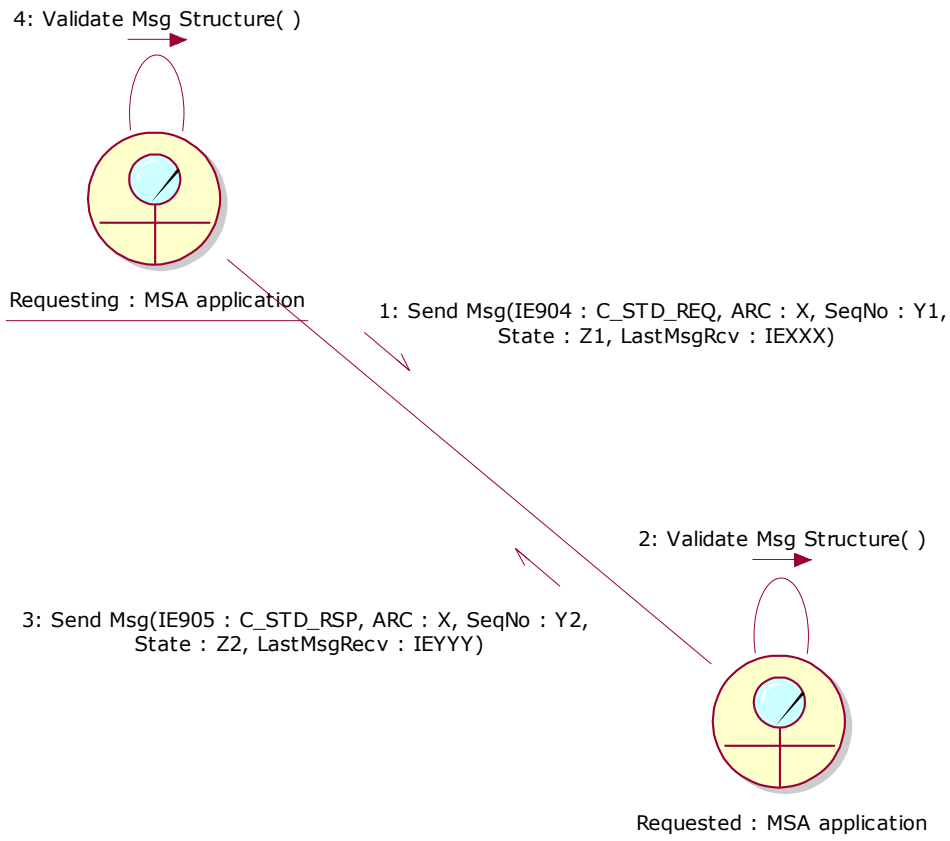 4: Validate Msg Structure( )
Requesting : MSA application
1: Send Msg(IE904 : C_STD_REQ, ARC : X, SeqNo : Y1,
State : Z1, LastMsgRcv : IEXXX)
2: Validate Msg Structure( )
3: Send Msg(IE905 : C_STD_RSP, ARC : X, SeqNo : Y2,
State : Z2, LastMsgRecv : IEYYY)
Requested : MSA application